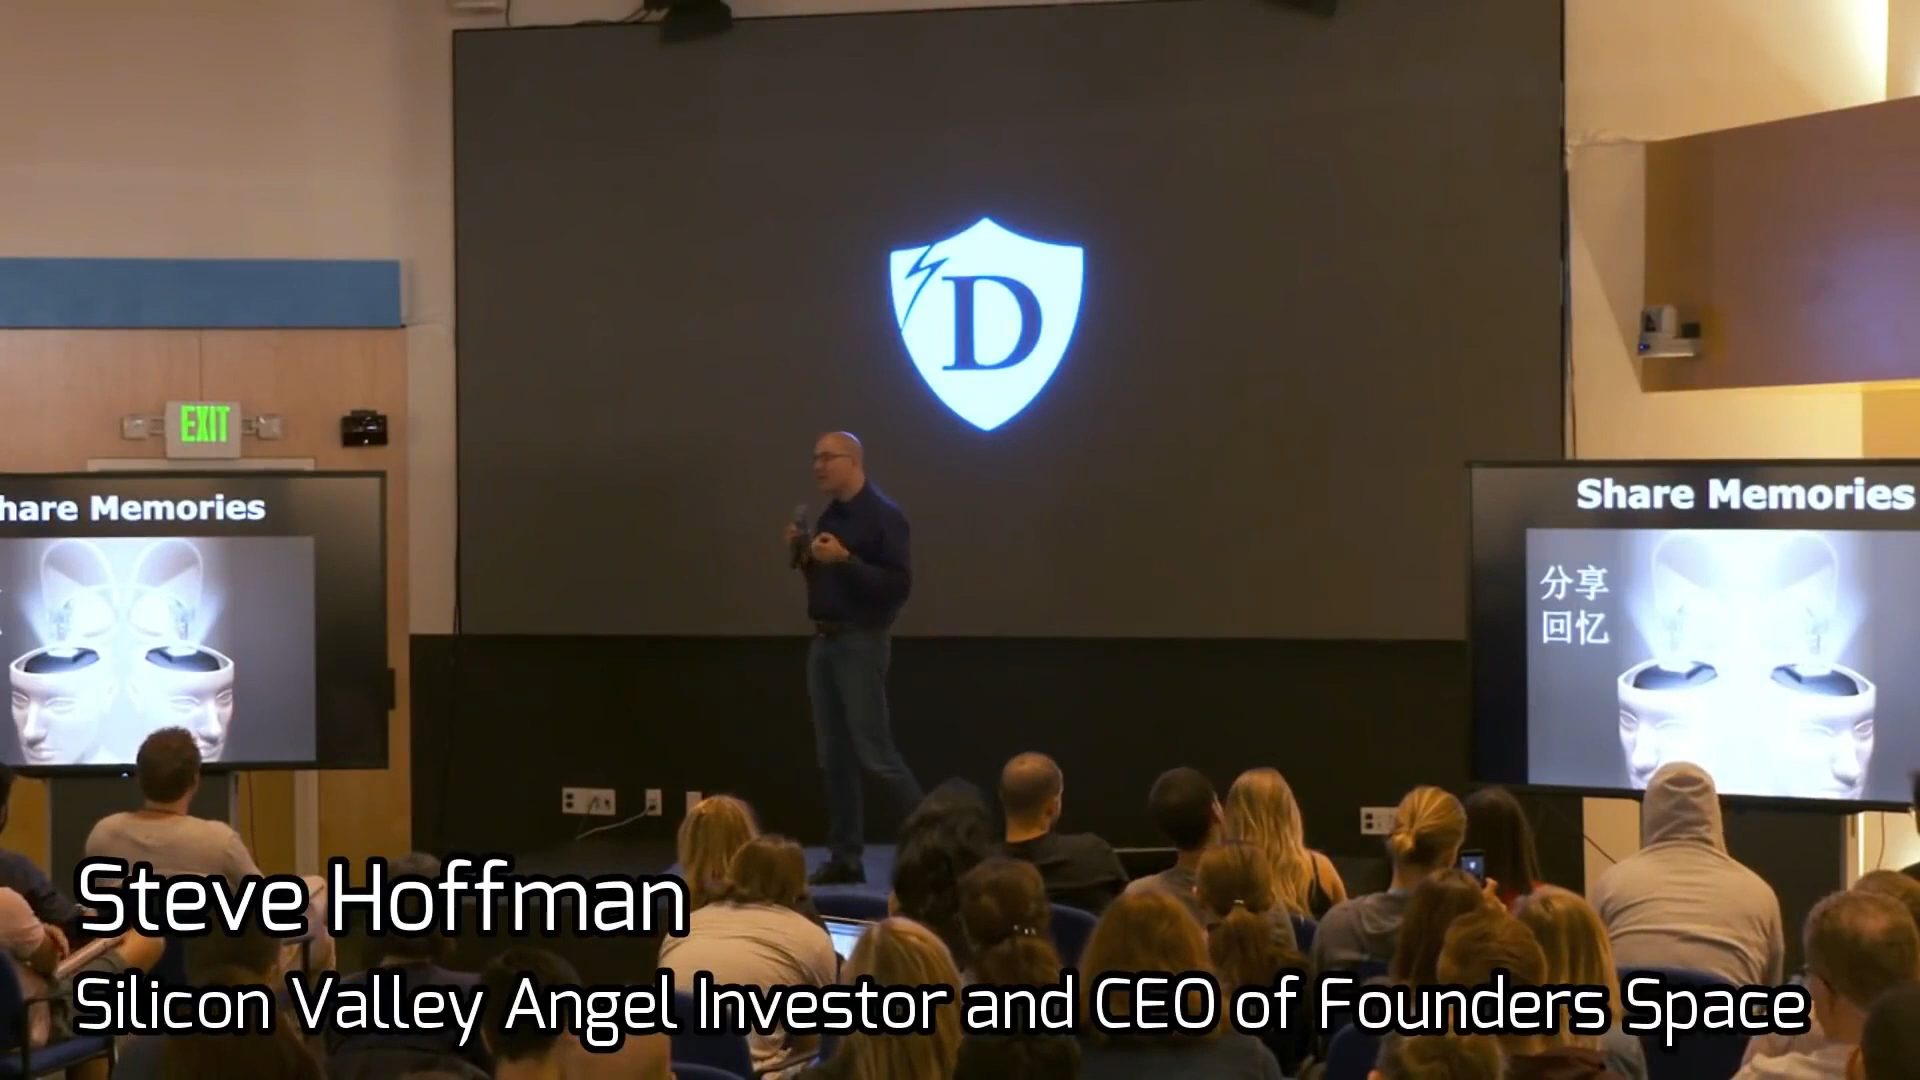 D
EXIT
hare Memories
Share Memories
分享
回忆
Steve Hoffman
Silicon Valley Angel Investor and CEO of Founders Space